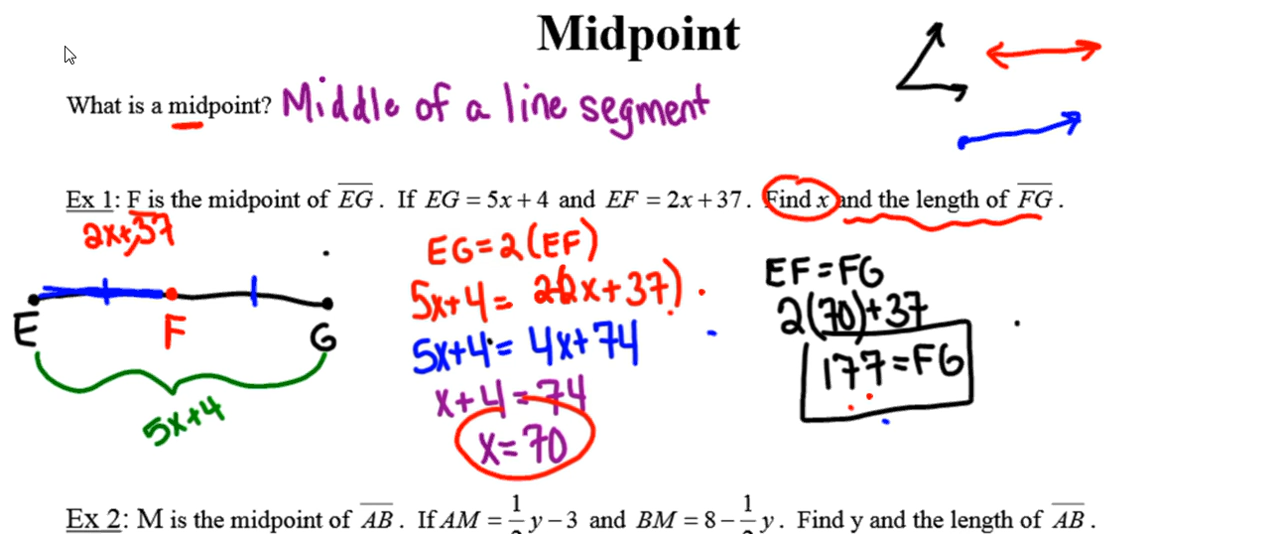 Midpoint
What is a midpoint? Middle of a line segment
Ex 1: F is the midpoint of EG. If EG = 5x + 4 and EF = 2x + 37. Find x and the length of FG.
2x+37
E F G
5x+4
EG=2(EF)
5x+4= 2(2x+37)
5x+4= 4x+74
x+4=74
x=70
EF=FG
2(70)+37
177=FG
Ex 2: M is the midpoint of AB. If AM = 1/2 y − 3 and BM = 8 − 1/2 y. Find y and the length of AB.